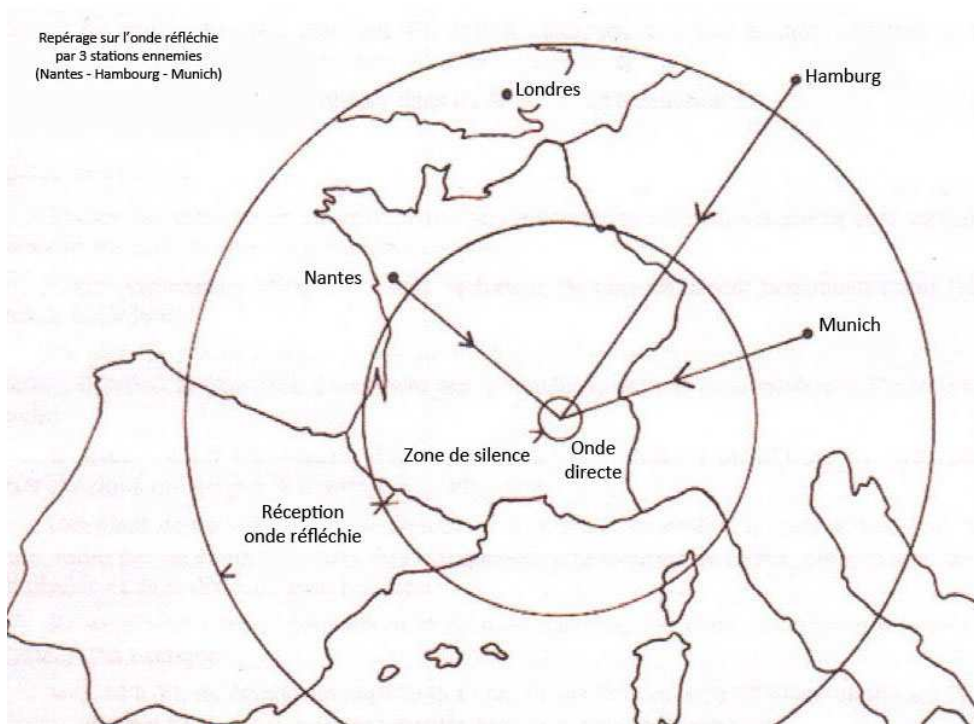 Repérage sur l'onde réfléchie
par 3 stations ennemies
(Nantes - Hambourg - Munich)
Londres
Hamburg
Nantes
Munich
Zone de silence
Onde
directe
Réception
onde réfléchie